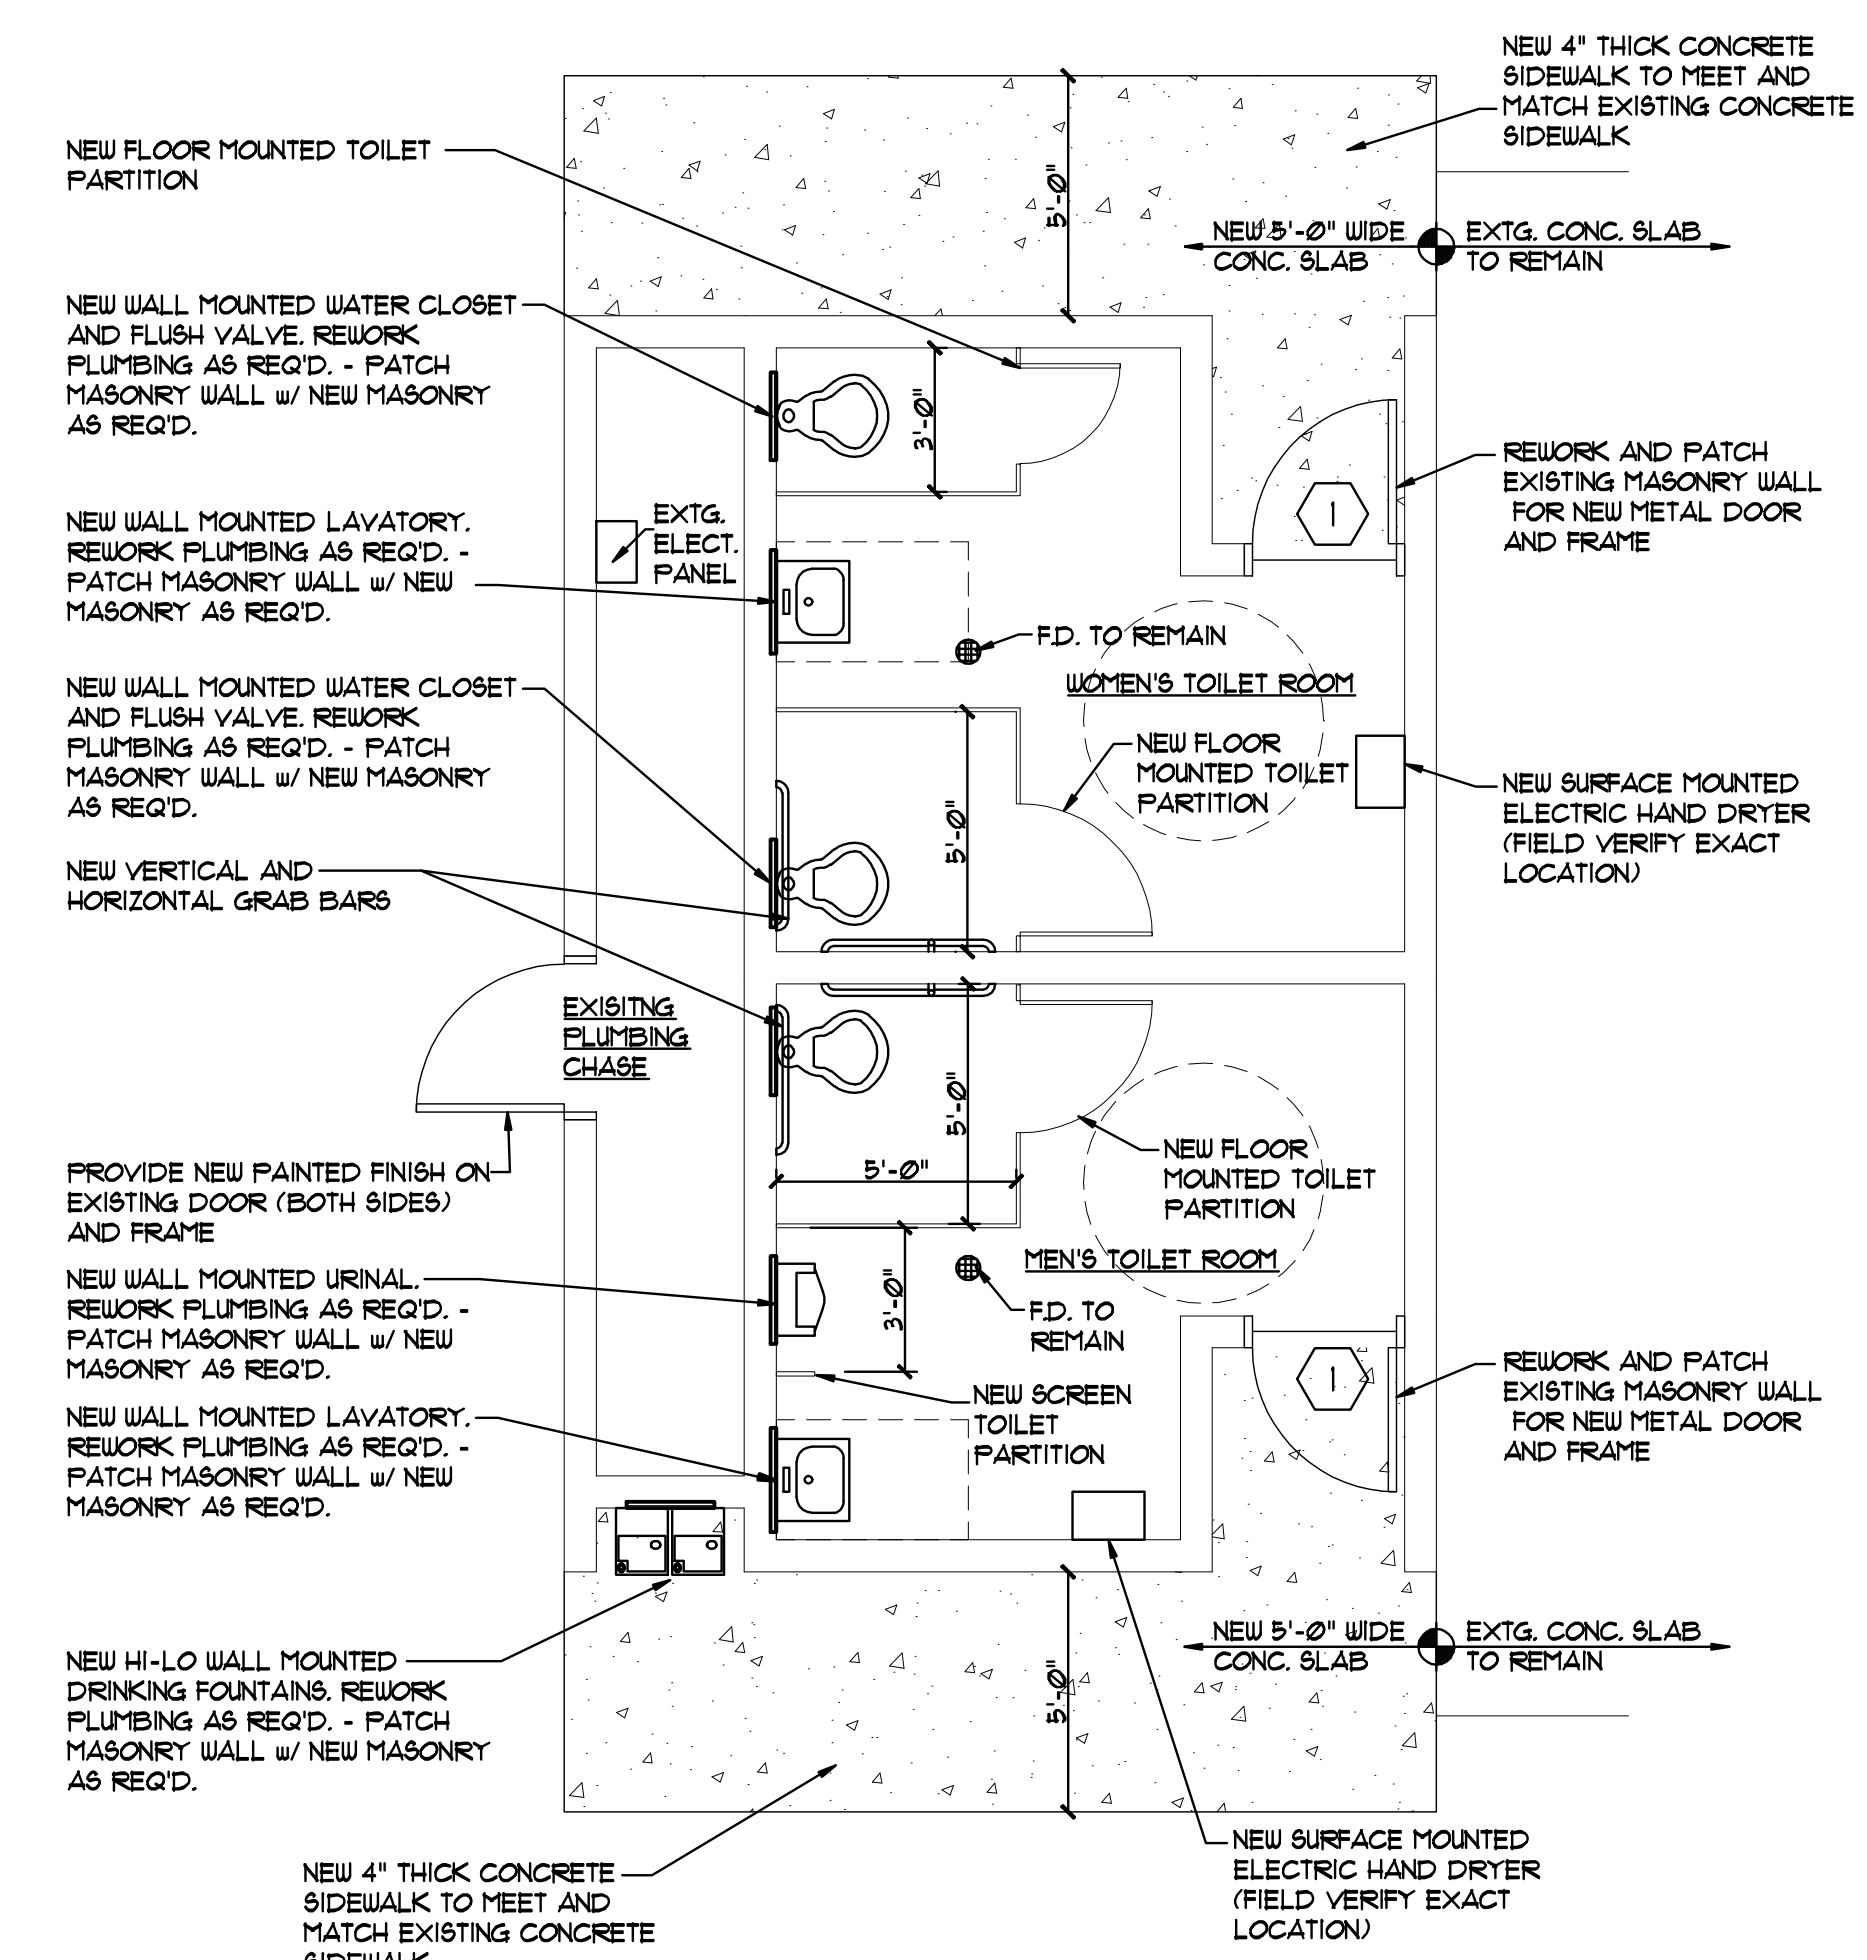 NEW 4" THICK CONCRETE
SIDEWALK TO MEET AND
MATCH EXISTING CONCRETE
SIDEWALK
NEW FLOOR MOUNTED TOILET
PARTITION
5'-0"
NEW 5'-0" WIDE
CONC. SLAB
EXTG. CONC. SLAB
TO REMAIN
NEW WALL MOUNTED WATER CLOSET
AND FLUSH VALVE. REWORK
PLUMBING AS REQ'D. - PATCH
MASONRY WALL w/ NEW MASONRY
AS REQ'D.
3'-0"
REWORK AND PATCH
EXISTING MASONRY WALL
FOR NEW METAL DOOR
AND FRAME
1
NEW WALL MOUNTED LAVATORY.
REWORK PLUMBING AS REQ'D. -
PATCH MASONRY WALL w/ NEW
MASONRY AS REQ'D.
EXTG.
ELECT.
PANEL
F.D. TO REMAIN
WOMEN'S TOILET ROOM
NEW WALL MOUNTED WATER CLOSET
AND FLUSH VALVE. REWORK
PLUMBING AS REQ'D. - PATCH
MASONRY WALL w/ NEW MASONRY
AS REQ'D.
NEW FLOOR
MOUNTED TOILET
PARTITION
5'-0"
NEW SURFACE MOUNTED
ELECTRIC HAND DRYER
(FIELD VERIFY EXACT
LOCATION)
NEW VERTICAL AND
HORIZONTAL GRAB BARS
EXISITNG
PLUMBING
CHASE
5'-0"
5'-0"
NEW FLOOR
MOUNTED TOILET
PARTITION
PROVIDE NEW PAINTED FINISH ON
EXISTING DOOR (BOTH SIDES)
AND FRAME
MEN'S TOILET ROOM
NEW WALL MOUNTED URINAL.
REWORK PLUMBING AS REQ'D. -
PATCH MASONRY WALL w/ NEW
MASONRY AS REQ'D.
3'-0"
F.D. TO
REMAIN
REWORK AND PATCH
EXISTING MASONRY WALL
FOR NEW METAL DOOR
AND FRAME
1
NEW SCREEN
TOILET
PARTITION
NEW WALL MOUNTED LAVATORY.
REWORK PLUMBING AS REQ'D. -
PATCH MASONRY WALL w/ NEW
MASONRY AS REQ'D.
NEW 5'-0" WIDE
CONC. SLAB
EXTG. CONC. SLAB
TO REMAIN
5'-0"
NEW HI-LO WALL MOUNTED
DRINKING FOUNTAINS. REWORK
PLUMBING AS REQ'D. - PATCH
MASONRY WALL w/ NEW MASONRY
AS REQ'D.
NEW SURFACE MOUNTED
ELECTRIC HAND DRYER
(FIELD VERIFY EXACT
LOCATION)
NEW 4" THICK CONCRETE
SIDEWALK TO MEET AND
MATCH EXISTING CONCRETE
SIDEWALK